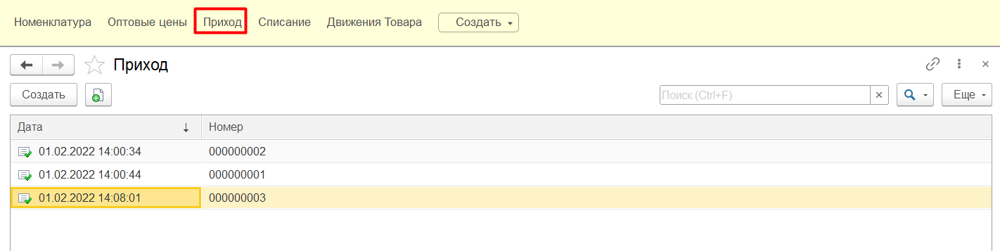 Номенклатура Оптовые цены Приход Списание Движения Товара Создать
Приход
Создать Поиск (Ctrl+F) Еще
Дата Номер
01.02.2022 14:00:34 000000002
01.02.2022 14:00:44 000000001
01.02.2022 14:08:01 000000003